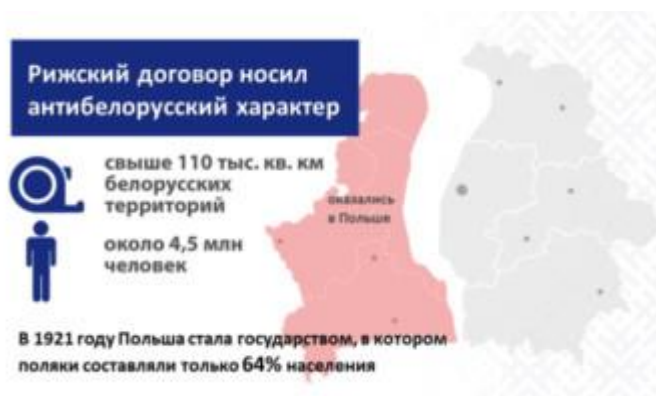 Рижский договор носил
антибелорусский характер
свыше 110 тыс. кв. км
белорусских
территорий
оказались
в Польше
около 4,5 млн
человек
В 1921 году Польша стала государством, в котором
поляки составляли только 64% населения